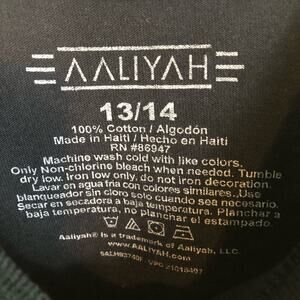 AALIYAH
13/14
100% Cotton / Algodón
Made in Haiti / Hecho en Haiti
RN #86947
Machine wash cold with like colors.
Only Non-chlorine bleach when needed. Tumble
dry low. Iron low only, do not iron decoration.
Lavar en agua fria con colores similares. Use
blanqueador sin cloro solo cuando sea necesario.
Secar en secadora a baja temperatura. Planchar a
baja temperatura, no planchar
Aaliyah® is a trademark of Aaliyah, LLC.
www.AALIYAH.com